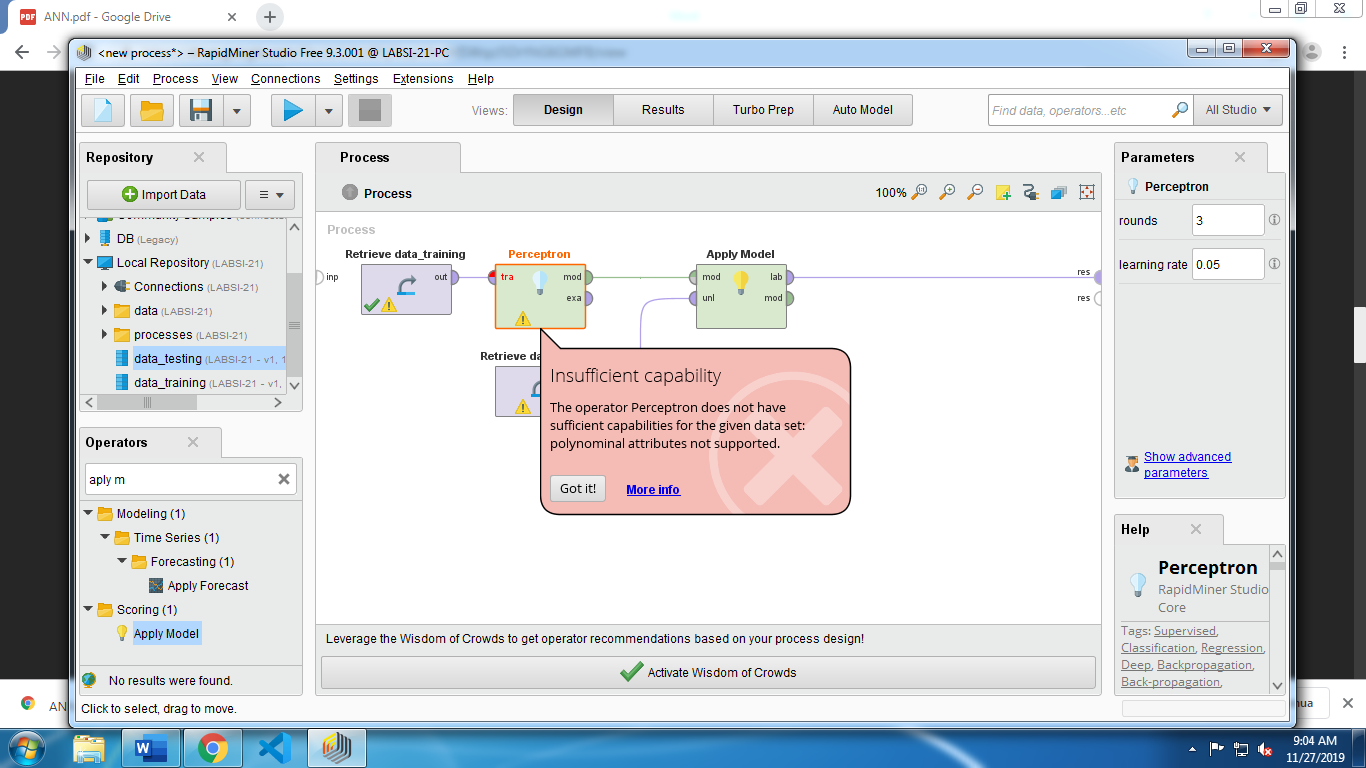 ANN.pdf - Google Drive
<new process*> – RapidMiner Studio Free 9.3.001 @ LABSI-21-PC
File Edit Process View Connections Settings Extensions Help
Views: Design Results Turbo Prep Auto Model
Find data, operators...etc
All Studio
Repository
Import Data
DB (Legacy)
Local Repository (LABSI-21)
Connections (LABSI-21)
data (LABSI-21)
processes (LABSI-21)
data_testing (LABSI-21 - v1, 1
data_training (LABSI-21 - v1,
Operators
aply m
Modeling (1)
Time Series (1)
Forecasting (1)
Apply Forecast
Scoring (1)
Apply Model
No results were found.
Process
Process
100%
Process
inp
Retrieve data_training
out
Perceptron
tra mod
exa
Apply Model
mod lab
unl mod
res
res
Retrieve da
Insufficient capability
The operator Perceptron does not have
sufficient capabilities for the given data set:
polynominal attributes not supported.
Got it! More info
Leverage the Wisdom of Crowds to get operator recommendations based on your process design!
Activate Wisdom of Crowds
Parameters
Perceptron
rounds 3
learning rate 0.05
Show advanced
parameters
Help
Perceptron
RapidMiner Studio
Core
Tags: Supervised,
Classification, Regression,
Deep, Backpropagation,
Back-propagation,
Click to select, drag to move.
AN
ua
9:04 AM
11/27/2019